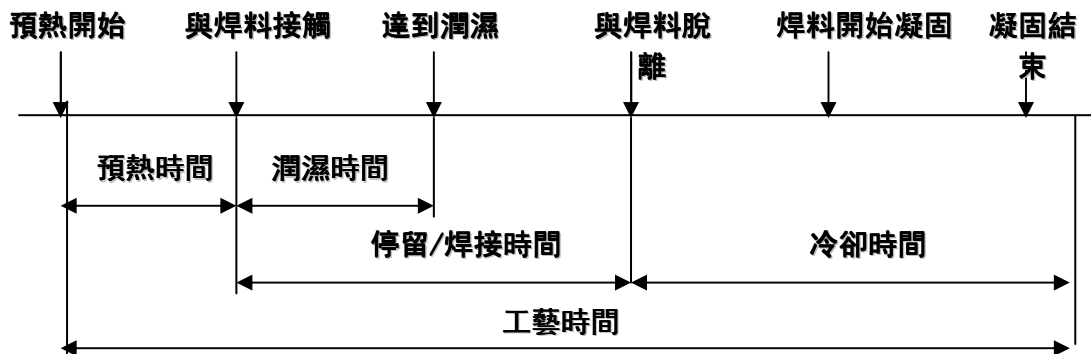 預熱開始
與焊料接觸
達到潤濕
與焊料脫
離
焊料開始凝固
凝固結
束
預熱時間
潤濕時間
停留/焊接時間
冷卻時間
工藝時間